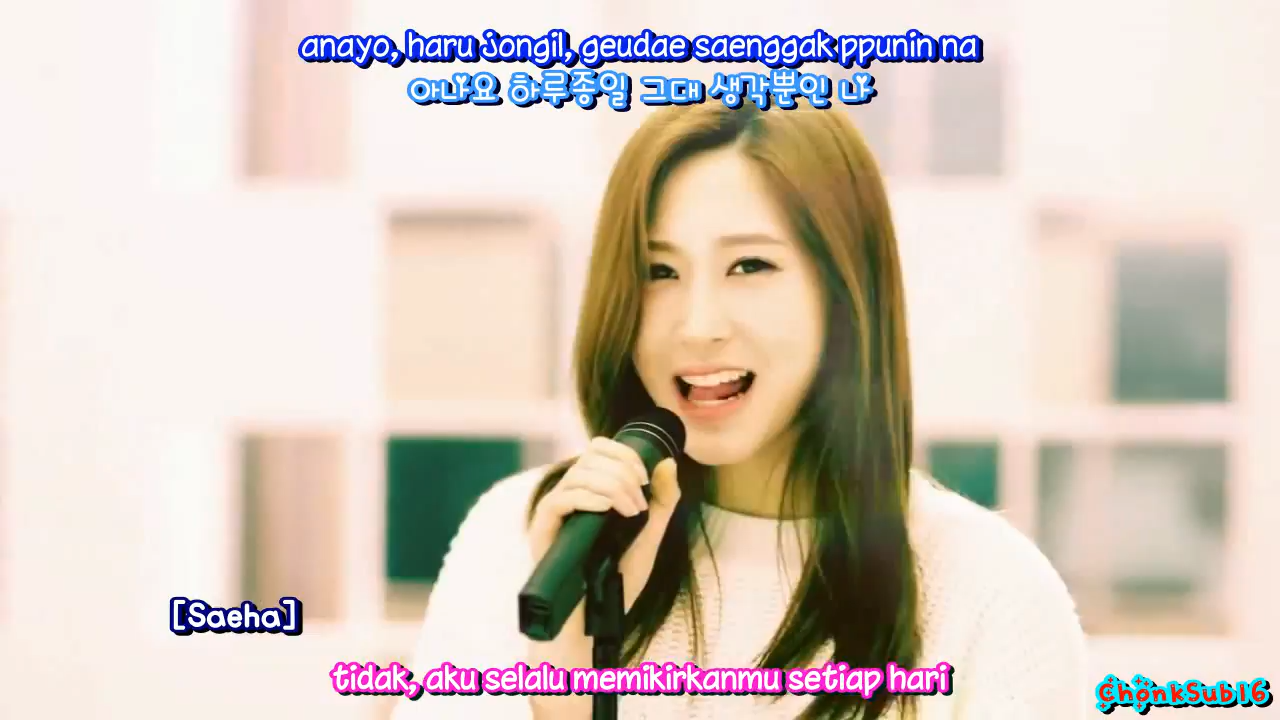 anayo, haru jongil, geudae saenggak ppunin na
아나요 하루종일 그대 생각뿐인 나
[Saeha]
tidak, aku selalu memikirkanmu setiap hari
ChonkSub16